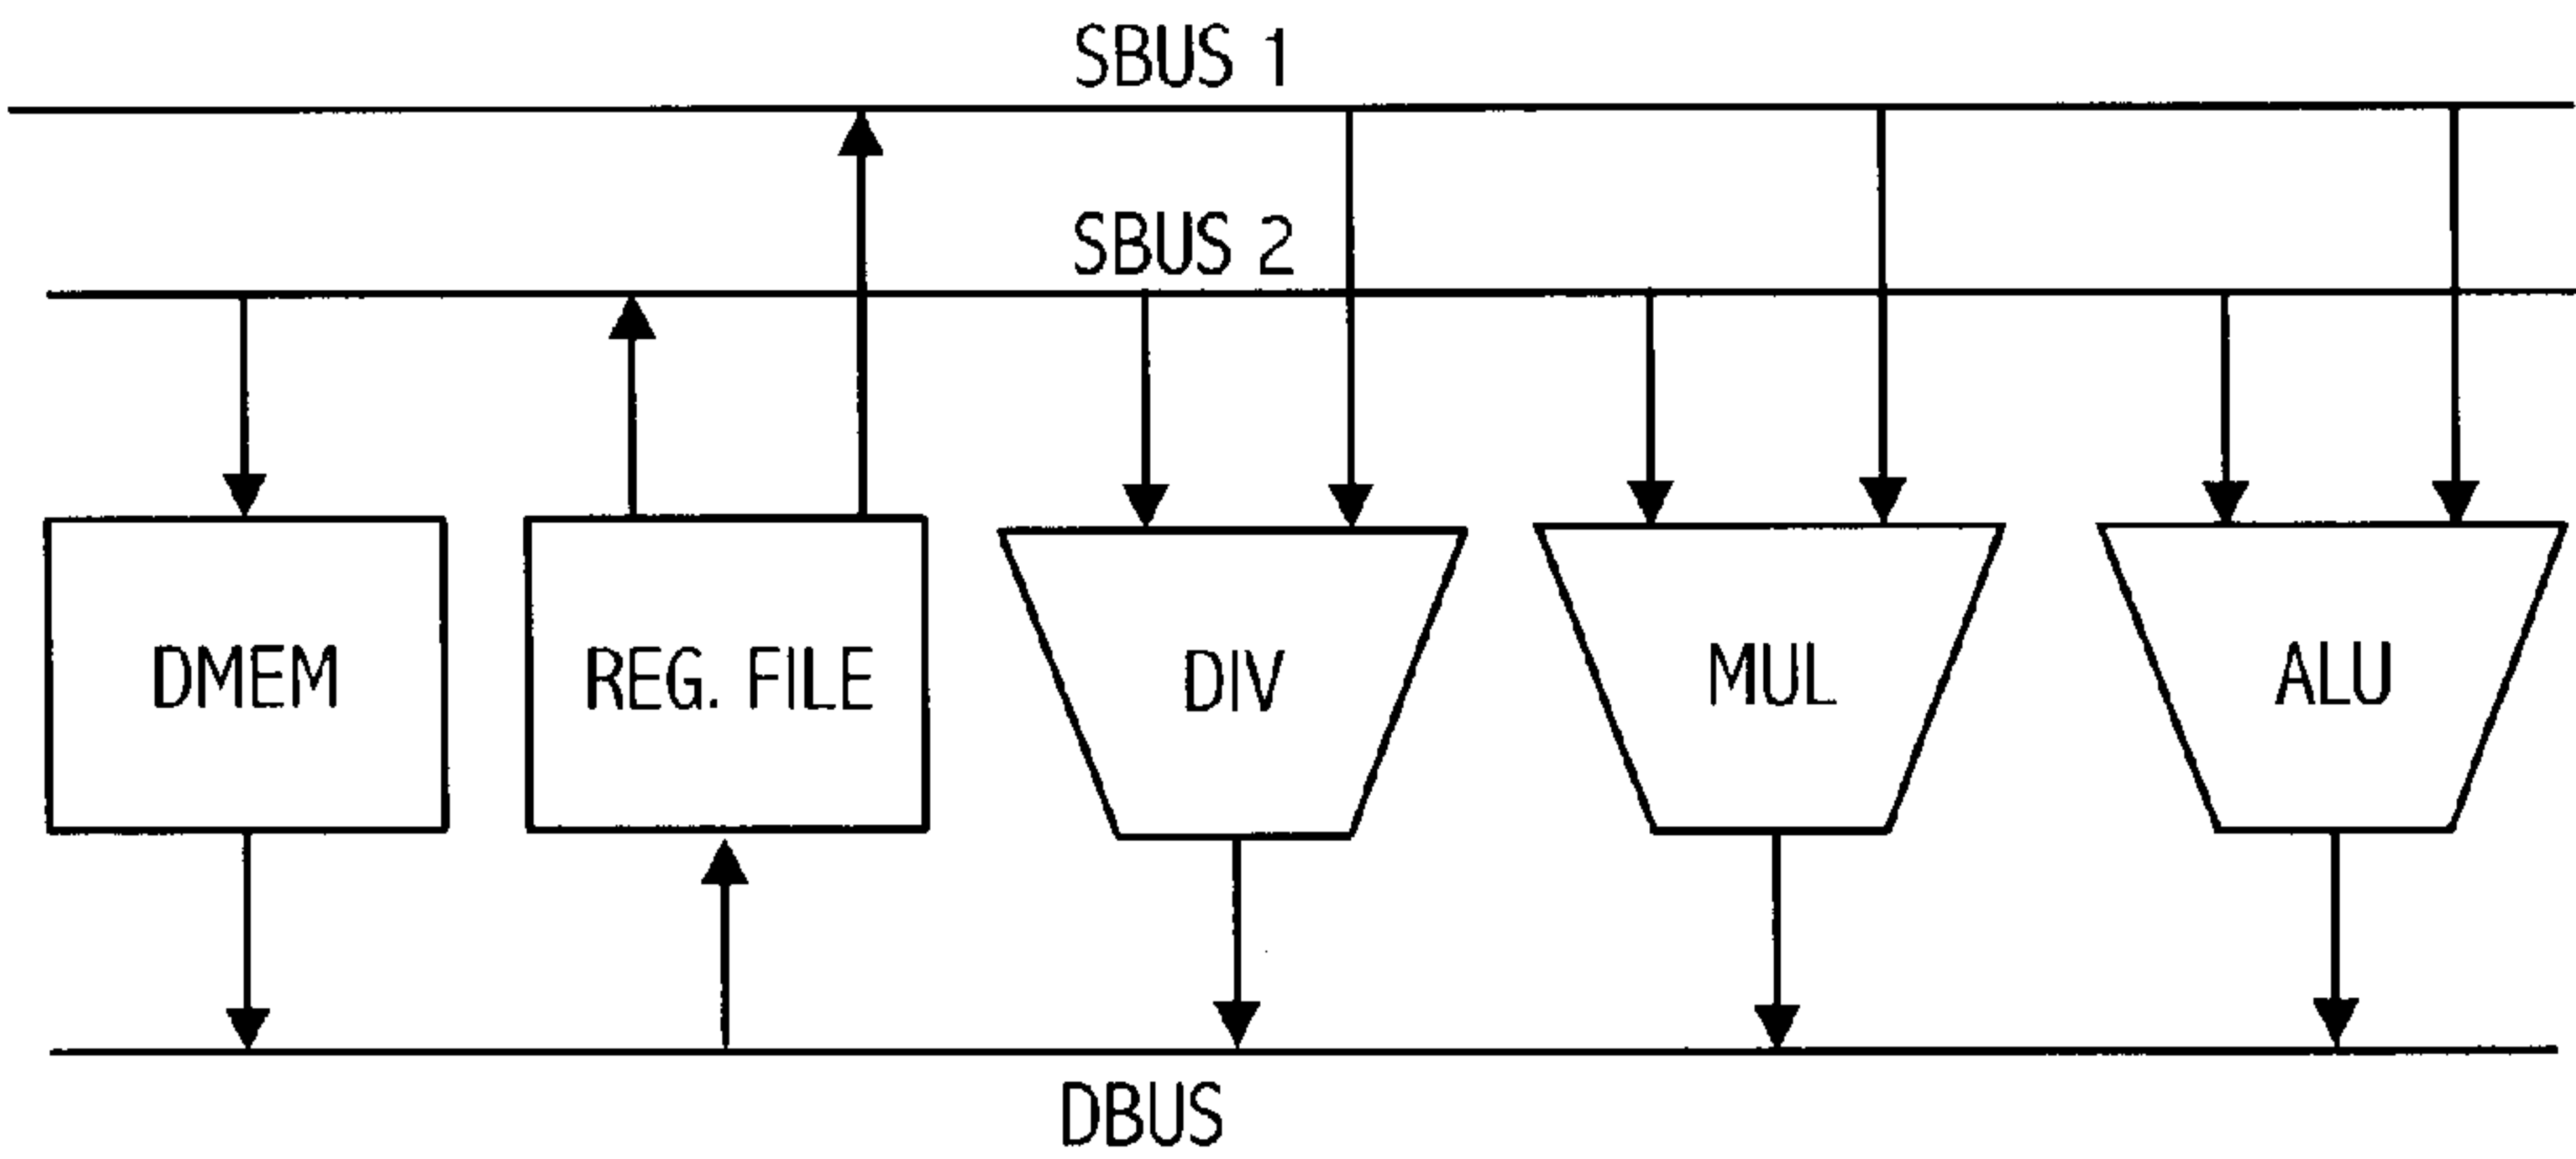 SBUS 1
SBUS 2
DMEM
REG. FILE
DIV
MUL
ALU
DBUS